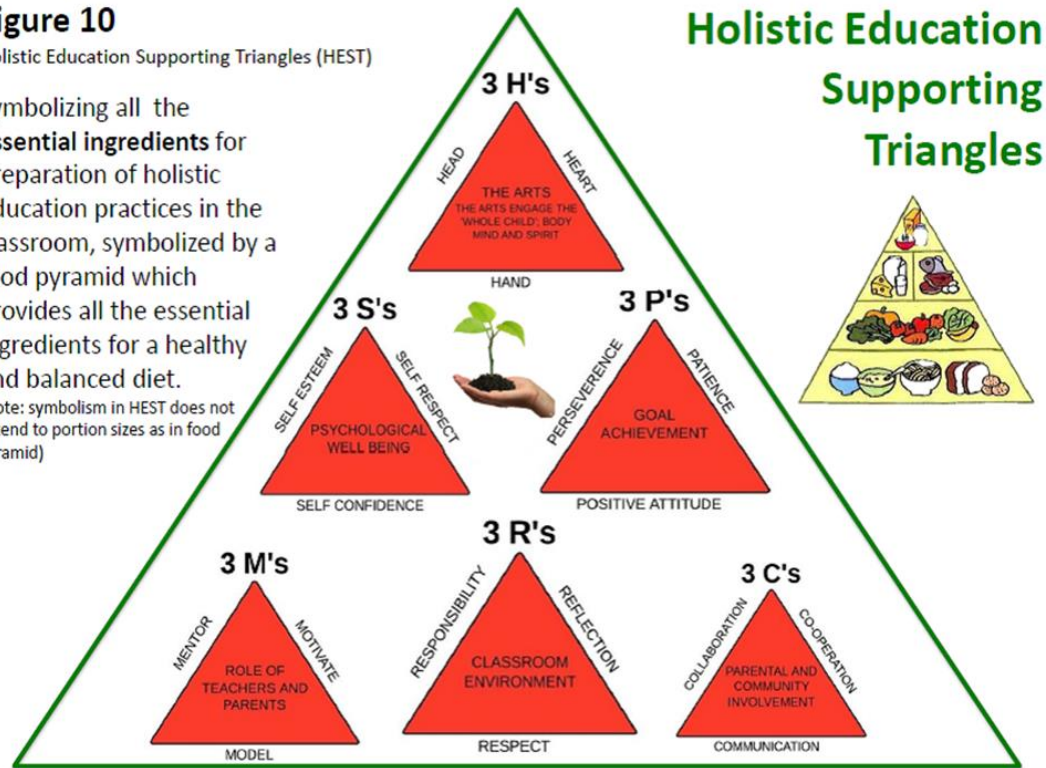 igure 10
olistic Education Supporting Triangles (HEST)
ymbolizing all the
ssential ingredients for
reparation of holistic
ducation practices in the
assroom, symbolized by a
od pyramid which
rovides all the essential
gredients for a healthy
nd balanced diet.
ote: symbolism in HEST does not
tend to portion sizes as in food
ramid)
Holistic Education
Supporting
Triangles
3 H's
HEAD
HEART
THE ARTS
THE ARTS ENGAGE THE
'WHOLE CHILD'; BODY
MIND AND SPIRIT
HAND
3 S's
SELF ESTEEM
SELF RESPECT
PSYCHOLOGICAL
WELL BEING
SELF CONFIDENCE
3 P's
PERSEVERENCE
PATIENCE
GOAL
ACHIEVEMENT
POSITIVE ATTITUDE
3 M's
MENTOR
MOTIVATE
ROLE OF
TEACHERS AND
PARENTS
MODEL
3 R's
RESPONSIBILITY
REFLECTION
CLASSROOM
ENVIRONMENT
RESPECT
3 C's
COLLABORATION
CO-OPERATION
PARENTAL AND
COMMUNITY
INVOLVEMENT
COMMUNICATION